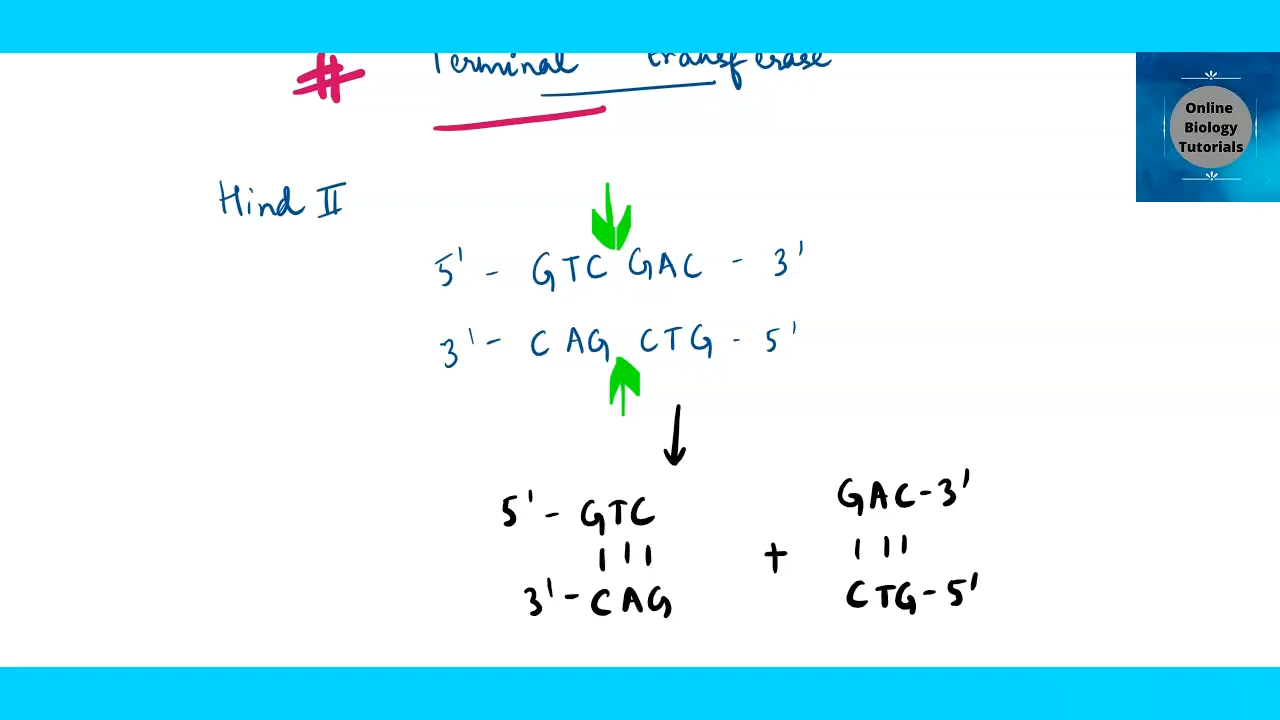 # Terminal transferase
Online
Biology
Tutorials
Hind II
5' - GTC GAC - 3'
3' - CAG CTG - 5'
5' - GTC GAC - 3'
+
3' - CAG CTG - 5'